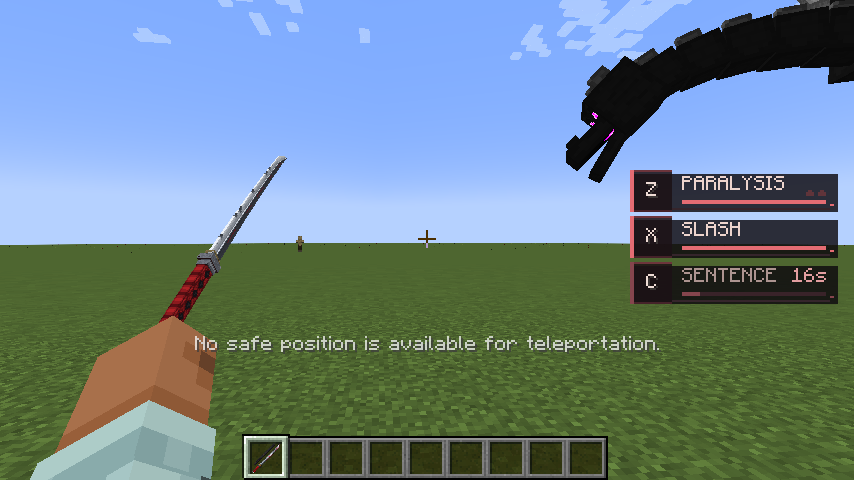 Z PARALYSIS
X SLASH
C SENTENCE 16s
No safe position is available for teleportation.